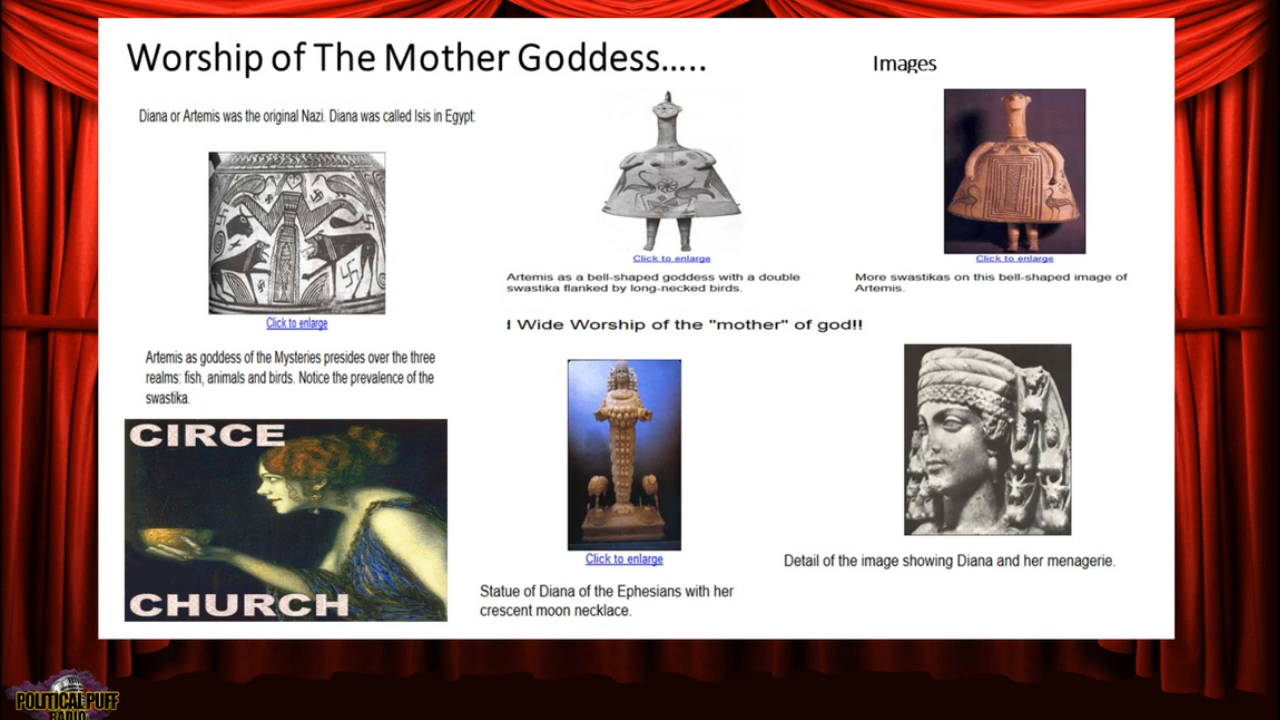 Worship of The Mother Goddess.....
Images
Diana or Artemis was the original Nazi. Diana was called Isis in Egypt:
Click to enlarge
Click to enlarge
Click to enlarge
Artemis as a bell-shaped goddess with a double
swastika flanked by long-necked birds.
More swastikas on this bell-shaped image of
Artemis.
Wide Worship of the "mother" of god!!
Artemis as goddess of the Mysteries presides over the three
realms: fish, animals and birds. Notice the prevalence of the
swastika.
CIRCE
CHURCH
Click to enlarge
Statue of Diana of the Ephesians with her
crescent moon necklace.
Detail of the image showing Diana and her menagerie.
POLITICAL PUFF
RADIO